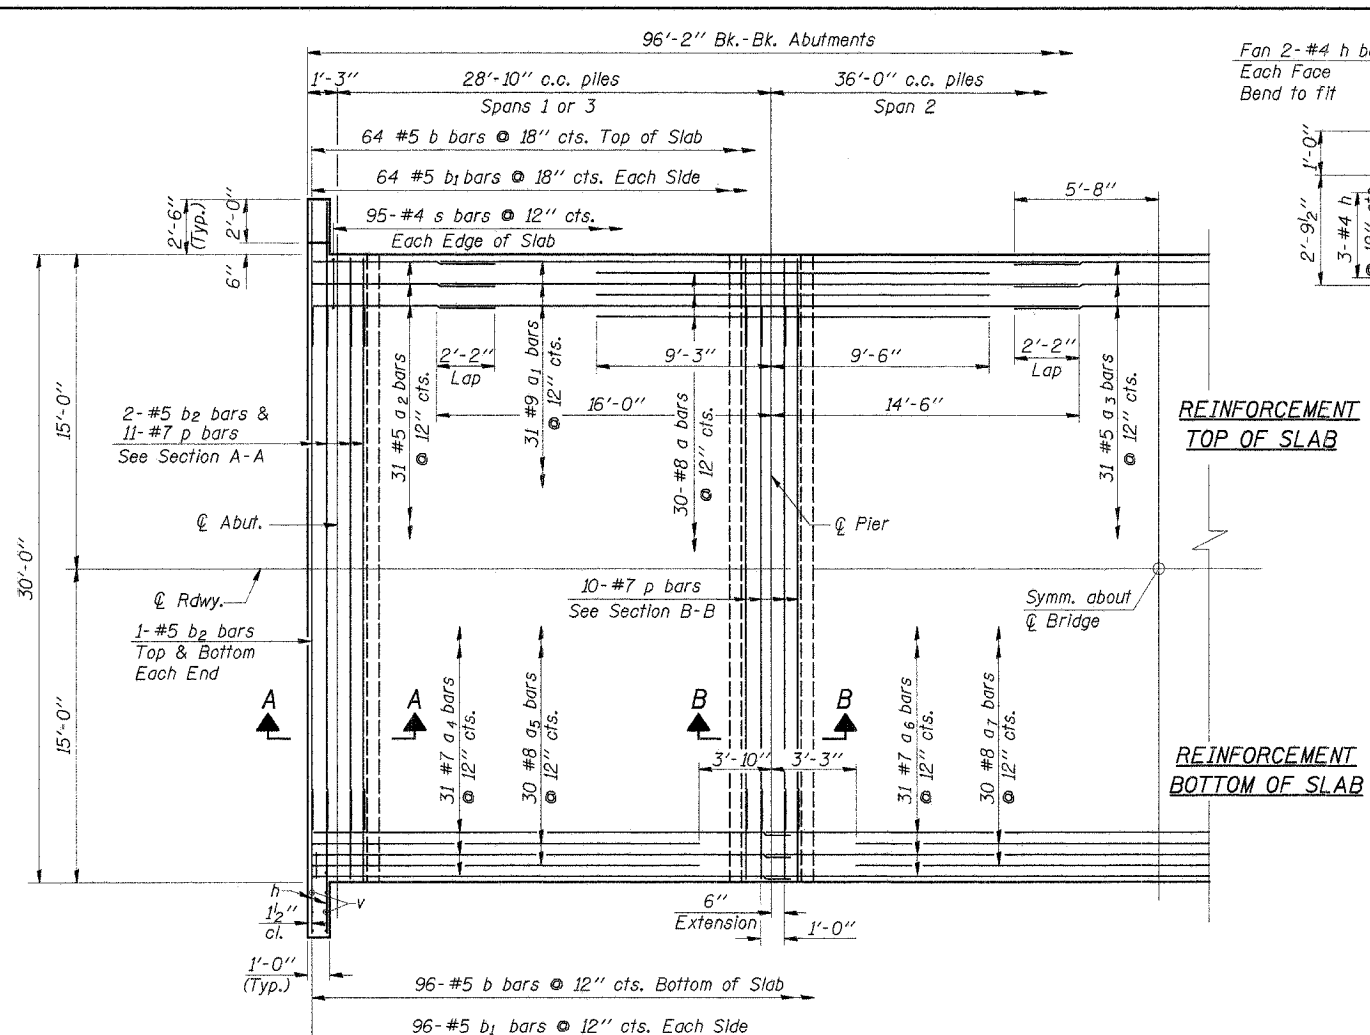 96'-2" Bk.-Bk. Abutments
Fan 2-#4 h b
Each Face
Bend to fit
1'-3"
28'-10" c.c. piles
36'-0" c.c. piles
Spans 1 or 3
Span 2
64 #5 b bars @ 18" cts. Top of Slab
64 #5 b1 bars @ 18" cts. Each Side
95-#4 s bars @ 12" cts.
Each Edge of Slab
5'-8"
1'-0"
2'-9½"
3-#4 h
2'-6"
(Typ.)
2'-0"
6"
2'-2"
Lap
9'-3"
9'-6"
2'-2"
Lap
16'-0"
14'-6"
31 #5 a2 bars
@ 12" cts.
31 #9 a1 bars
@ 12" cts.
30-#8 a bars
@ 12" cts.
31 #5 a3 bars
@ 12" cts.
REINFORCEMENT
TOP OF SLAB
2-#5 b2 bars &
11-#7 p bars
See Section A-A
15'-0"
30'-0"
15'-0"
℄ Abut.
℄ Pier
℄ Rdwy.
10-#7 p bars
See Section B-B
Symm. about
℄ Bridge
1-#5 b2 bars
Top & Bottom
Each End
A
A
B
B
31 #7 a4 bars
@ 12" cts.
30 #8 a5 bars
@ 12" cts.
3'-10"
3'-3"
31 #7 a6 bars
@ 12" cts.
30 #8 a7 bars
@ 12" cts.
REINFORCEMENT
BOTTOM OF SLAB
h
v
1½"
cl.
6"
Extension
1'-0"
1'-0"
(Typ.)
96-#5 b bars @ 12" cts. Bottom of Slab
96-#5 b1 bars @ 12" cts. Each Side